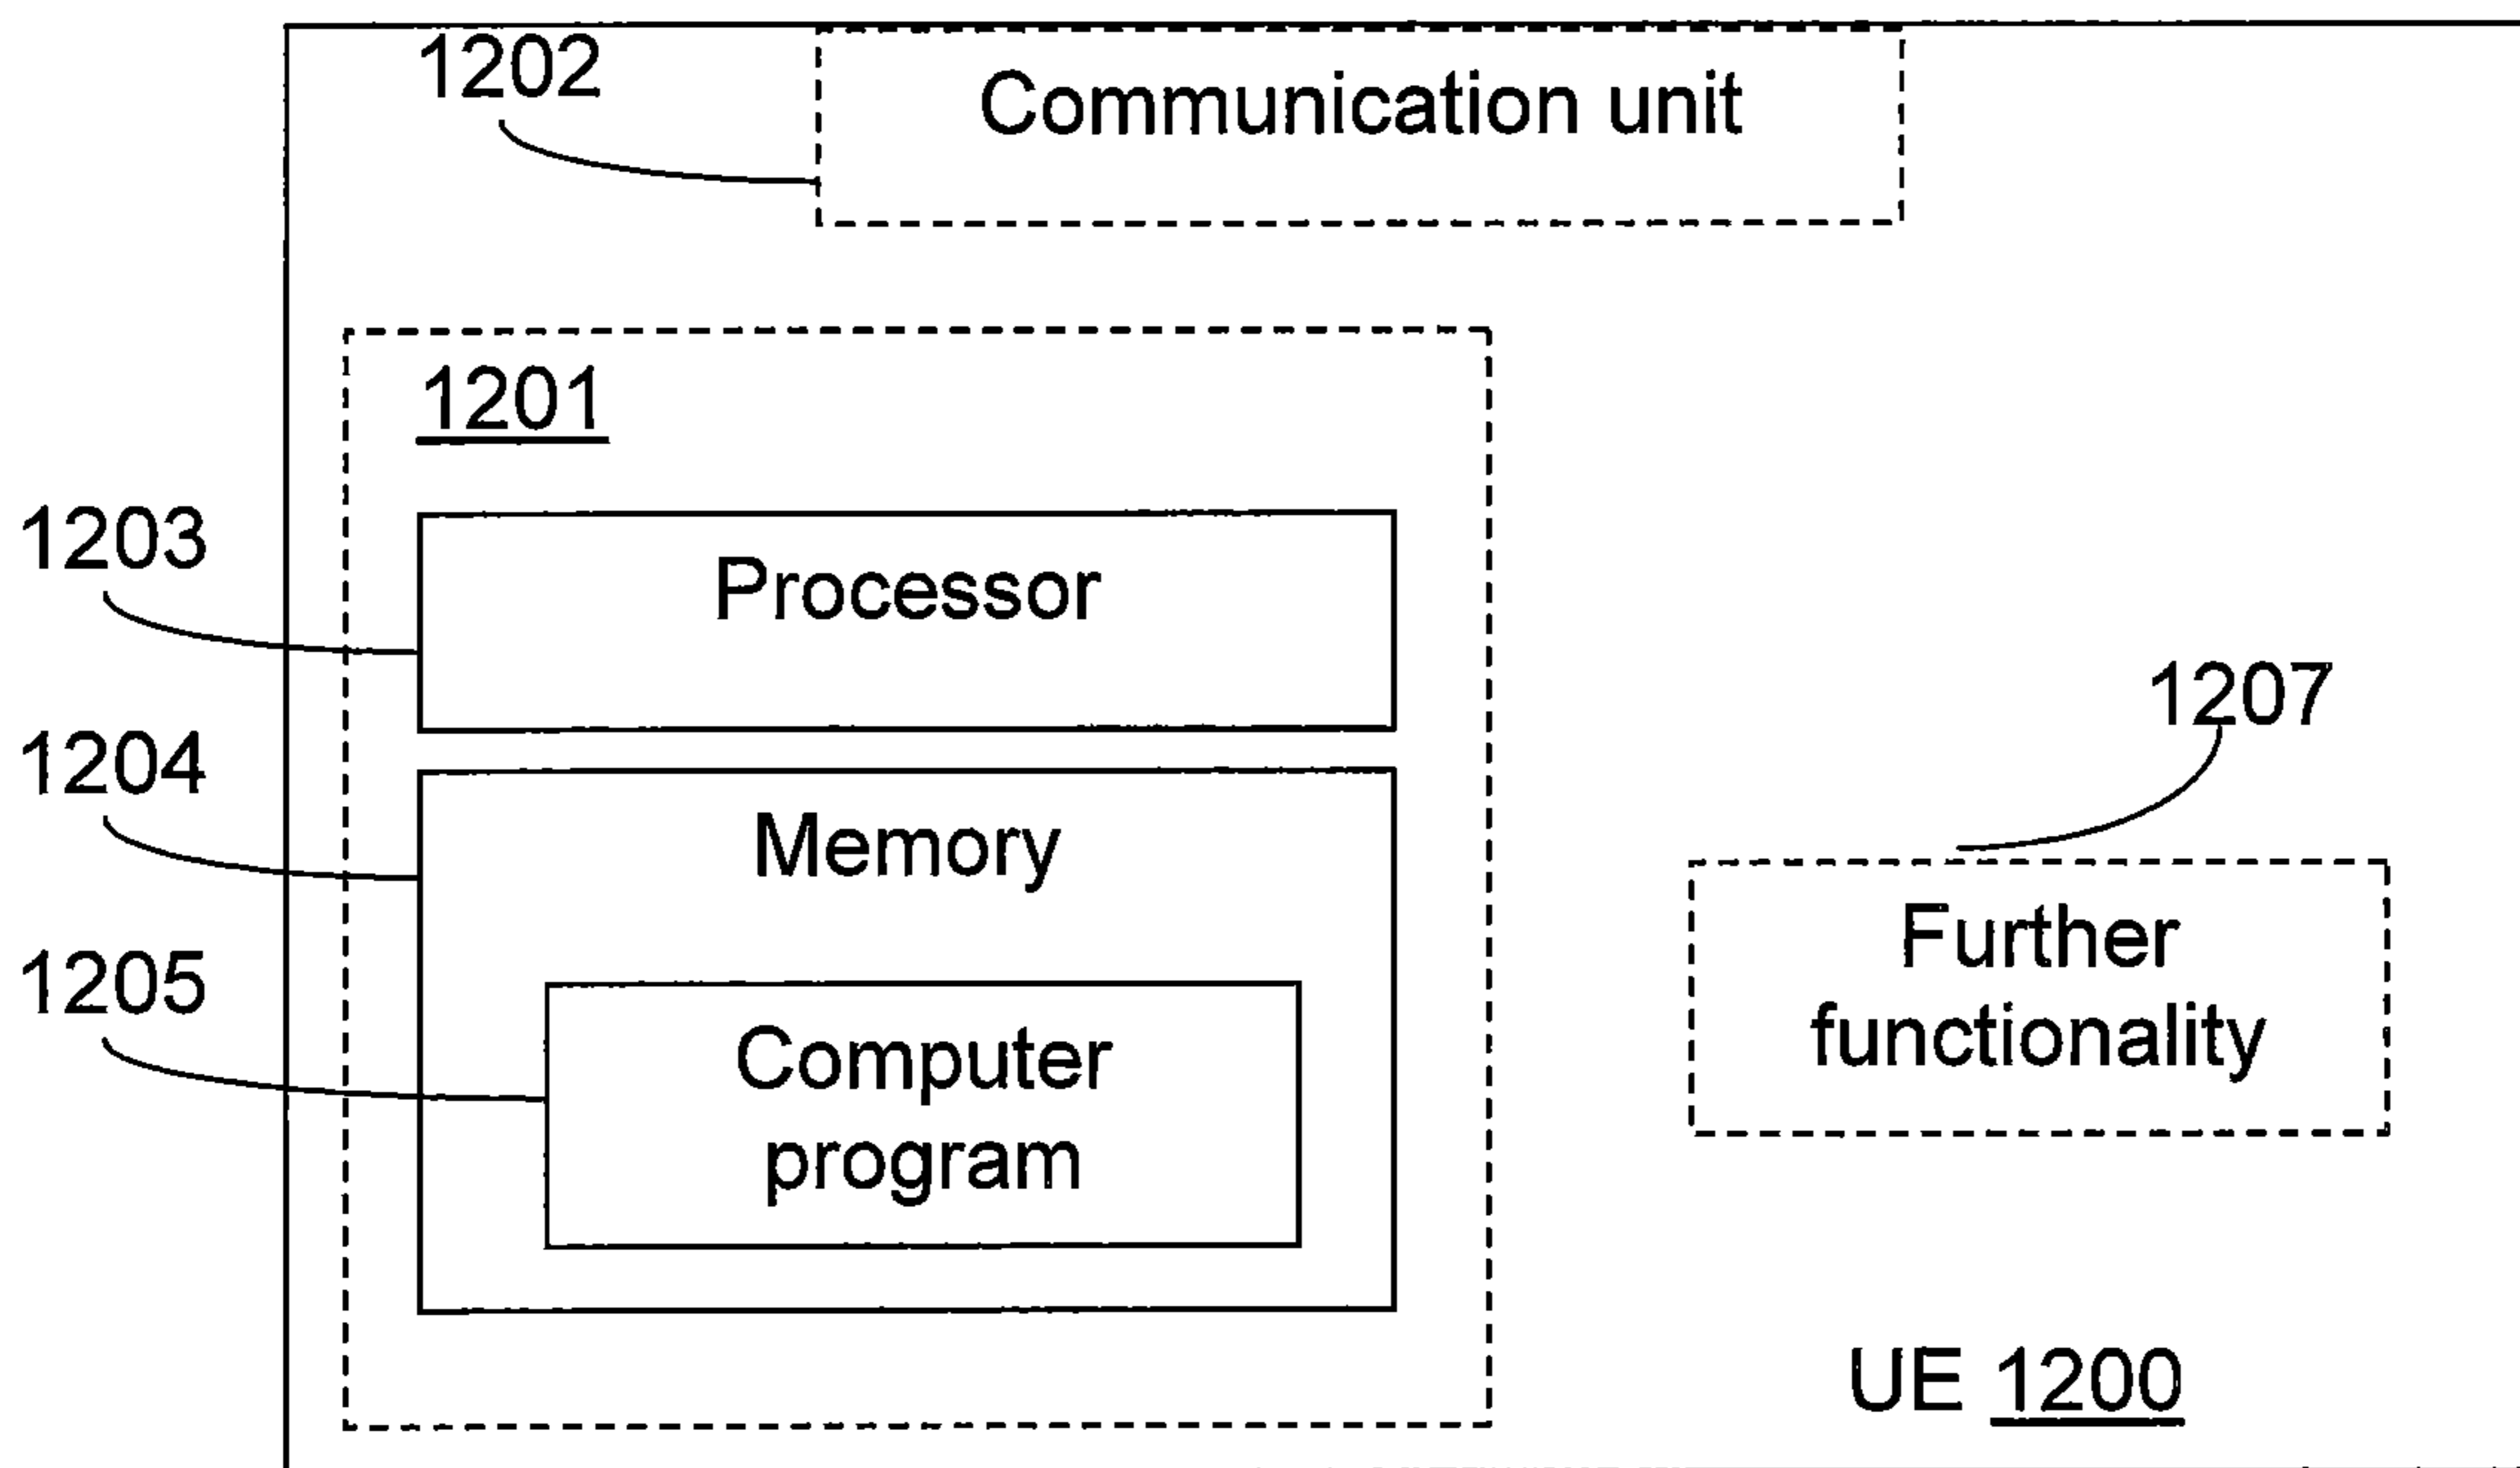 1202
Communication unit
1201
1203
Processor
1207
1204
Memory
Further
functionality
1205
Computer
program
UE 1200